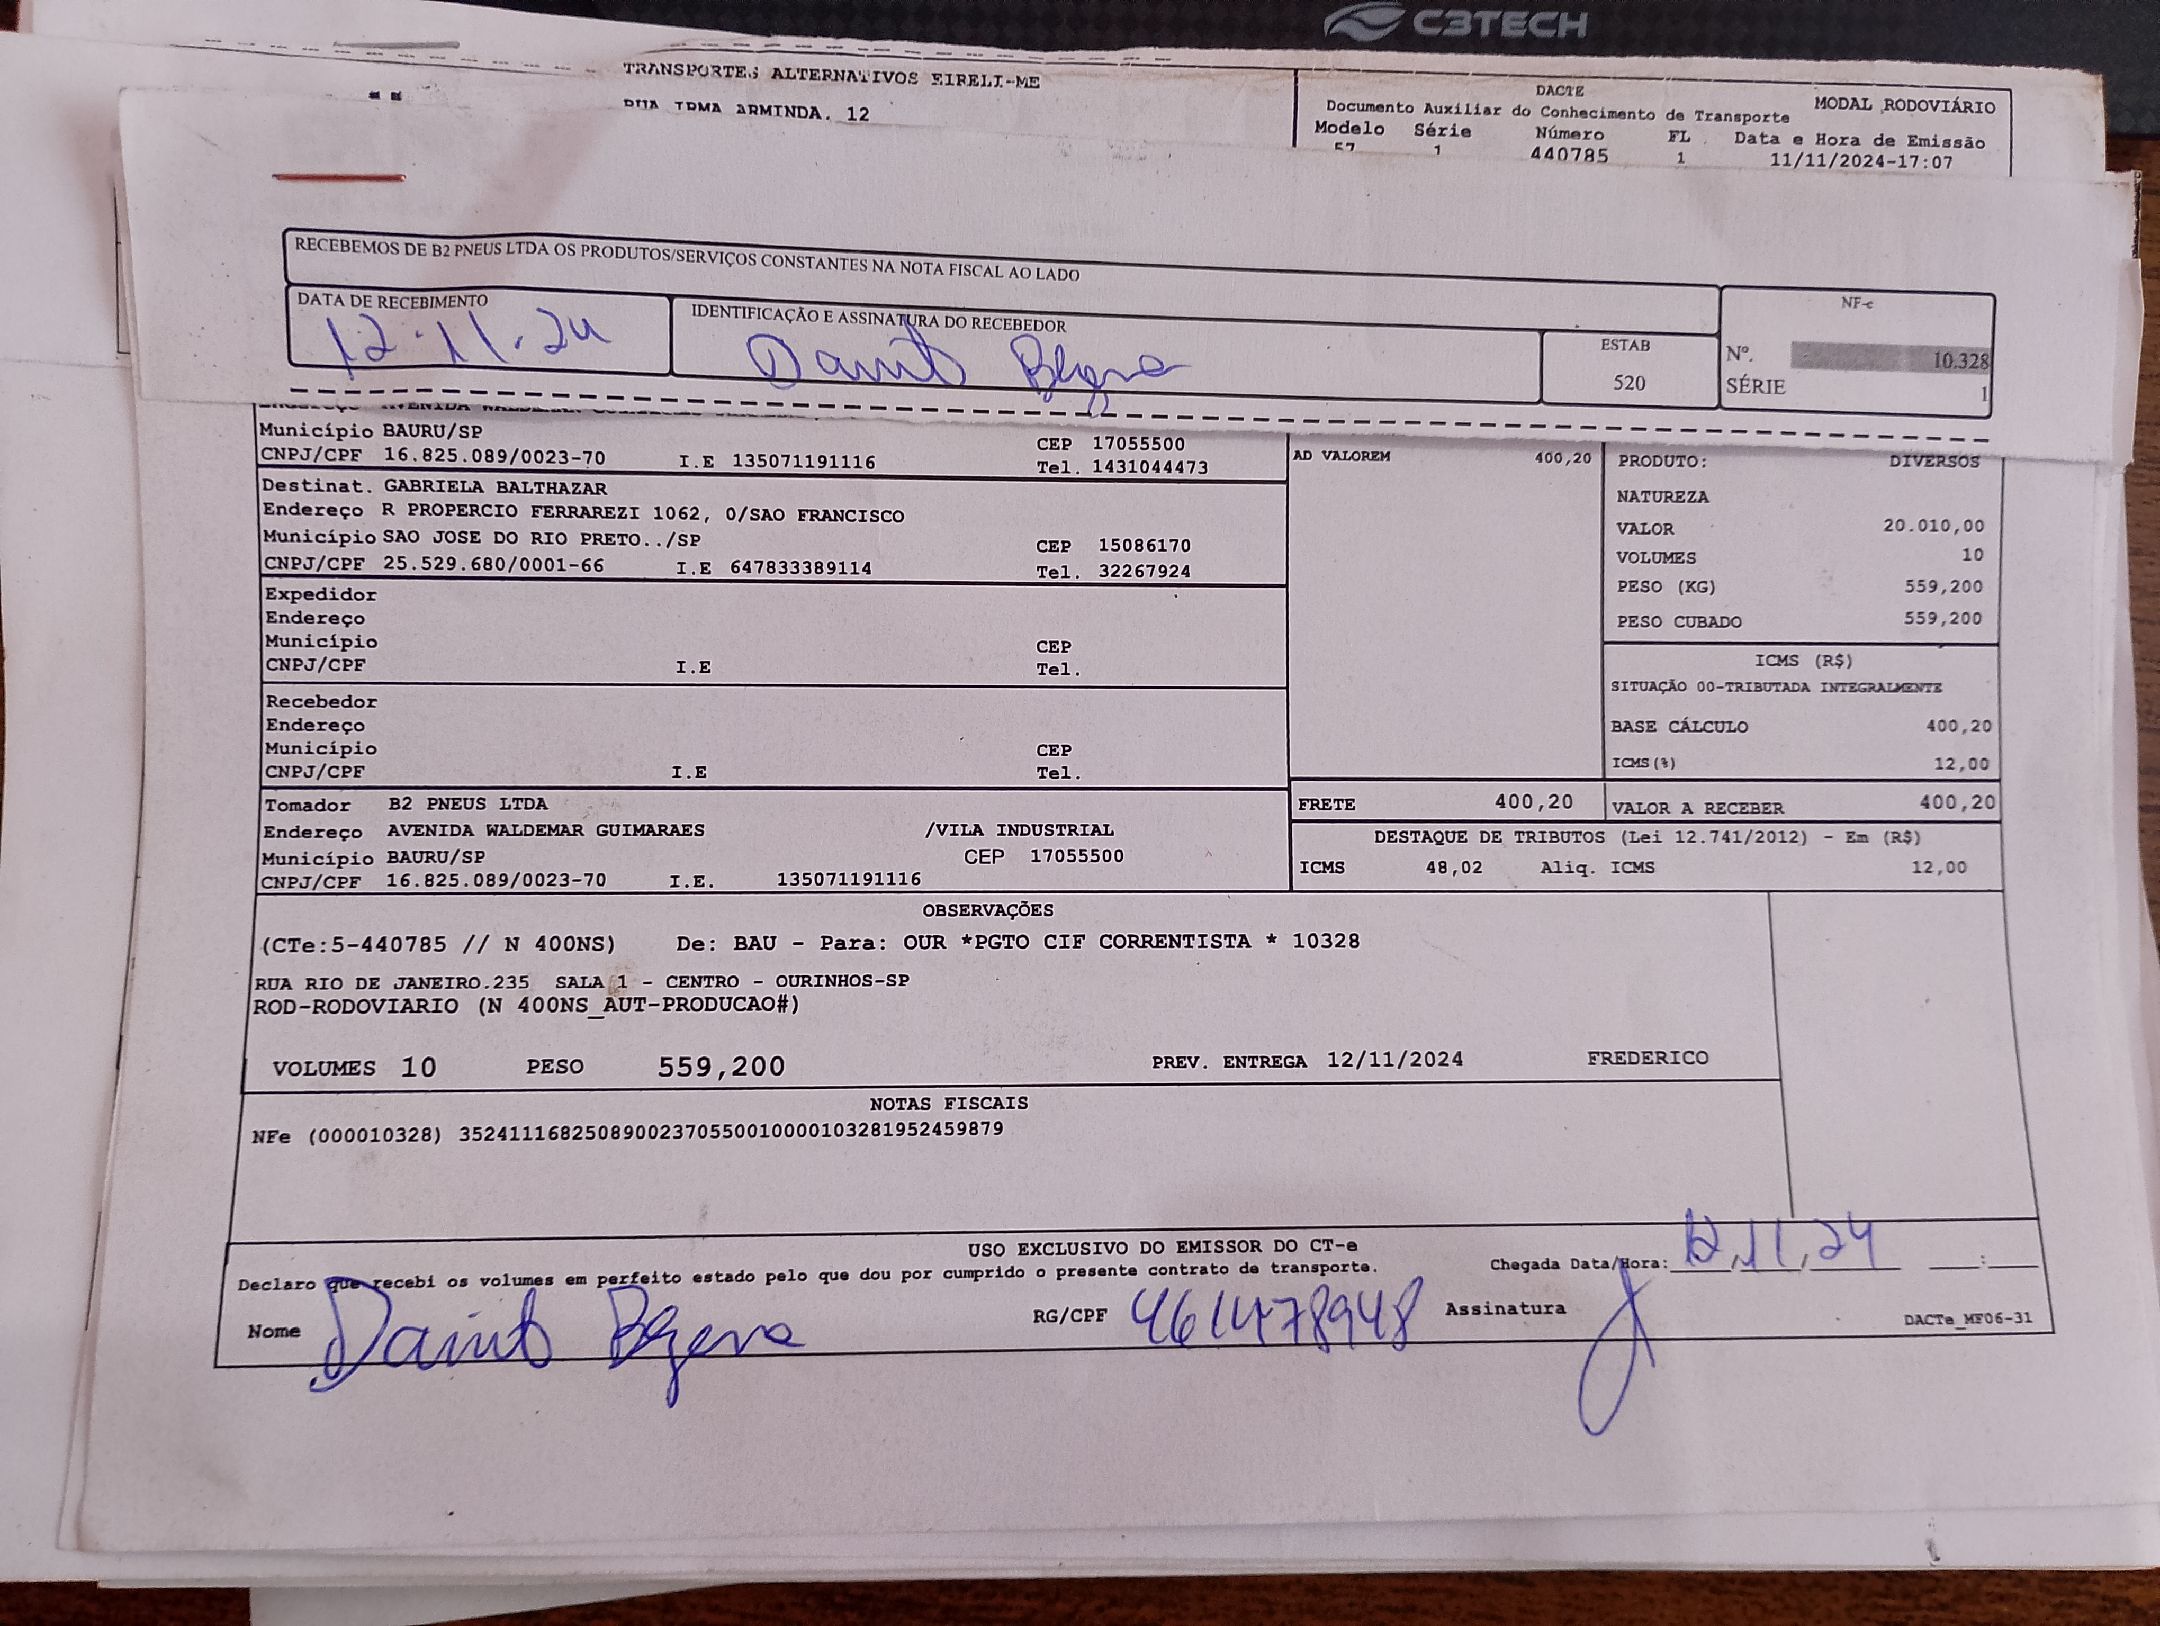 C3TECH
TRANSPORTES ALTERNATIVOS EIRELI-ME
RUA IRMA ARMINDA, 12
DACTE
MODAL RODOVIÁRIO
Documento Auxiliar do Conhecimento de Transporte
Modelo Série Número FL Data e Hora de Emissão
57 1 440785 1 11/11/2024-17:07
RECEBEMOS DE B2 PNEUS LTDA OS PRODUTOS/SERVIÇOS CONSTANTES NA NOTA FISCAL AO LADO
DATA DE RECEBIMENTO
12.11.24
IDENTIFICAÇÃO E ASSINATURA DO RECEBEDOR
ESTAB
520
NF-e
Nº. 10.328
SÉRIE 1
Endereço AVENIDA
Município BAURU/SP CEP 17055500
CNPJ/CPF 16.825.089/0023-70 I.E 135071191116 Tel. 1431044473
AD VALOREM 400,20
PRODUTO: DIVERSOS
NATUREZA
VALOR 20.010,00
VOLUMES 10
PESO (KG) 559,200
PESO CUBADO 559,200
Destinat. GABRIELA BALTHAZAR
Endereço R PROPERCIO FERRAREZI 1062, 0/SAO FRANCISCO
Município SAO JOSE DO RIO PRETO../SP CEP 15086170
CNPJ/CPF 25.529.680/0001-66 I.E 647833389114 Tel. 32267924
Expedidor
Endereço
Município CEP
CNPJ/CPF I.E Tel.
ICMS (R$)
SITUAÇÃO 00-TRIBUTADA INTEGRALMENTE
BASE CÁLCULO 400,20
ICMS(%) 12,00
Recebedor
Endereço
Município CEP
CNPJ/CPF I.E Tel.
Tomador B2 PNEUS LTDA
Endereço AVENIDA WALDEMAR GUIMARAES /VILA INDUSTRIAL
Município BAURU/SP CEP 17055500
CNPJ/CPF 16.825.089/0023-70 I.E. 135071191116
FRETE 400,20 VALOR A RECEBER 400,20
DESTAQUE DE TRIBUTOS (Lei 12.741/2012) - Em (R$)
ICMS 48,02 Aliq. ICMS 12,00
OBSERVAÇÕES
(CTe:5-440785 // N 400NS) De: BAU - Para: OUR *PGTO CIF CORRENTISTA * 10328
RUA RIO DE JANEIRO.235 SALA 1 - CENTRO - OURINHOS-SP
ROD-RODOVIARIO (N 400NS_AUT-PRODUCAO#)
VOLUMES 10 PESO 559,200 PREV. ENTREGA 12/11/2024 FREDERICO
NOTAS FISCAIS
NFe (000010328) 35241116825089002370550010000103281952459879
USO EXCLUSIVO DO EMISSOR DO CT-e
Declaro que recebi os volumes em perfeito estado pelo que dou por cumprido o presente contrato de transporte.
Chegada Data/Hora: 12,11,24 :
Nome
RG/CPF 461478948 Assinatura
DACTe_MF06-31